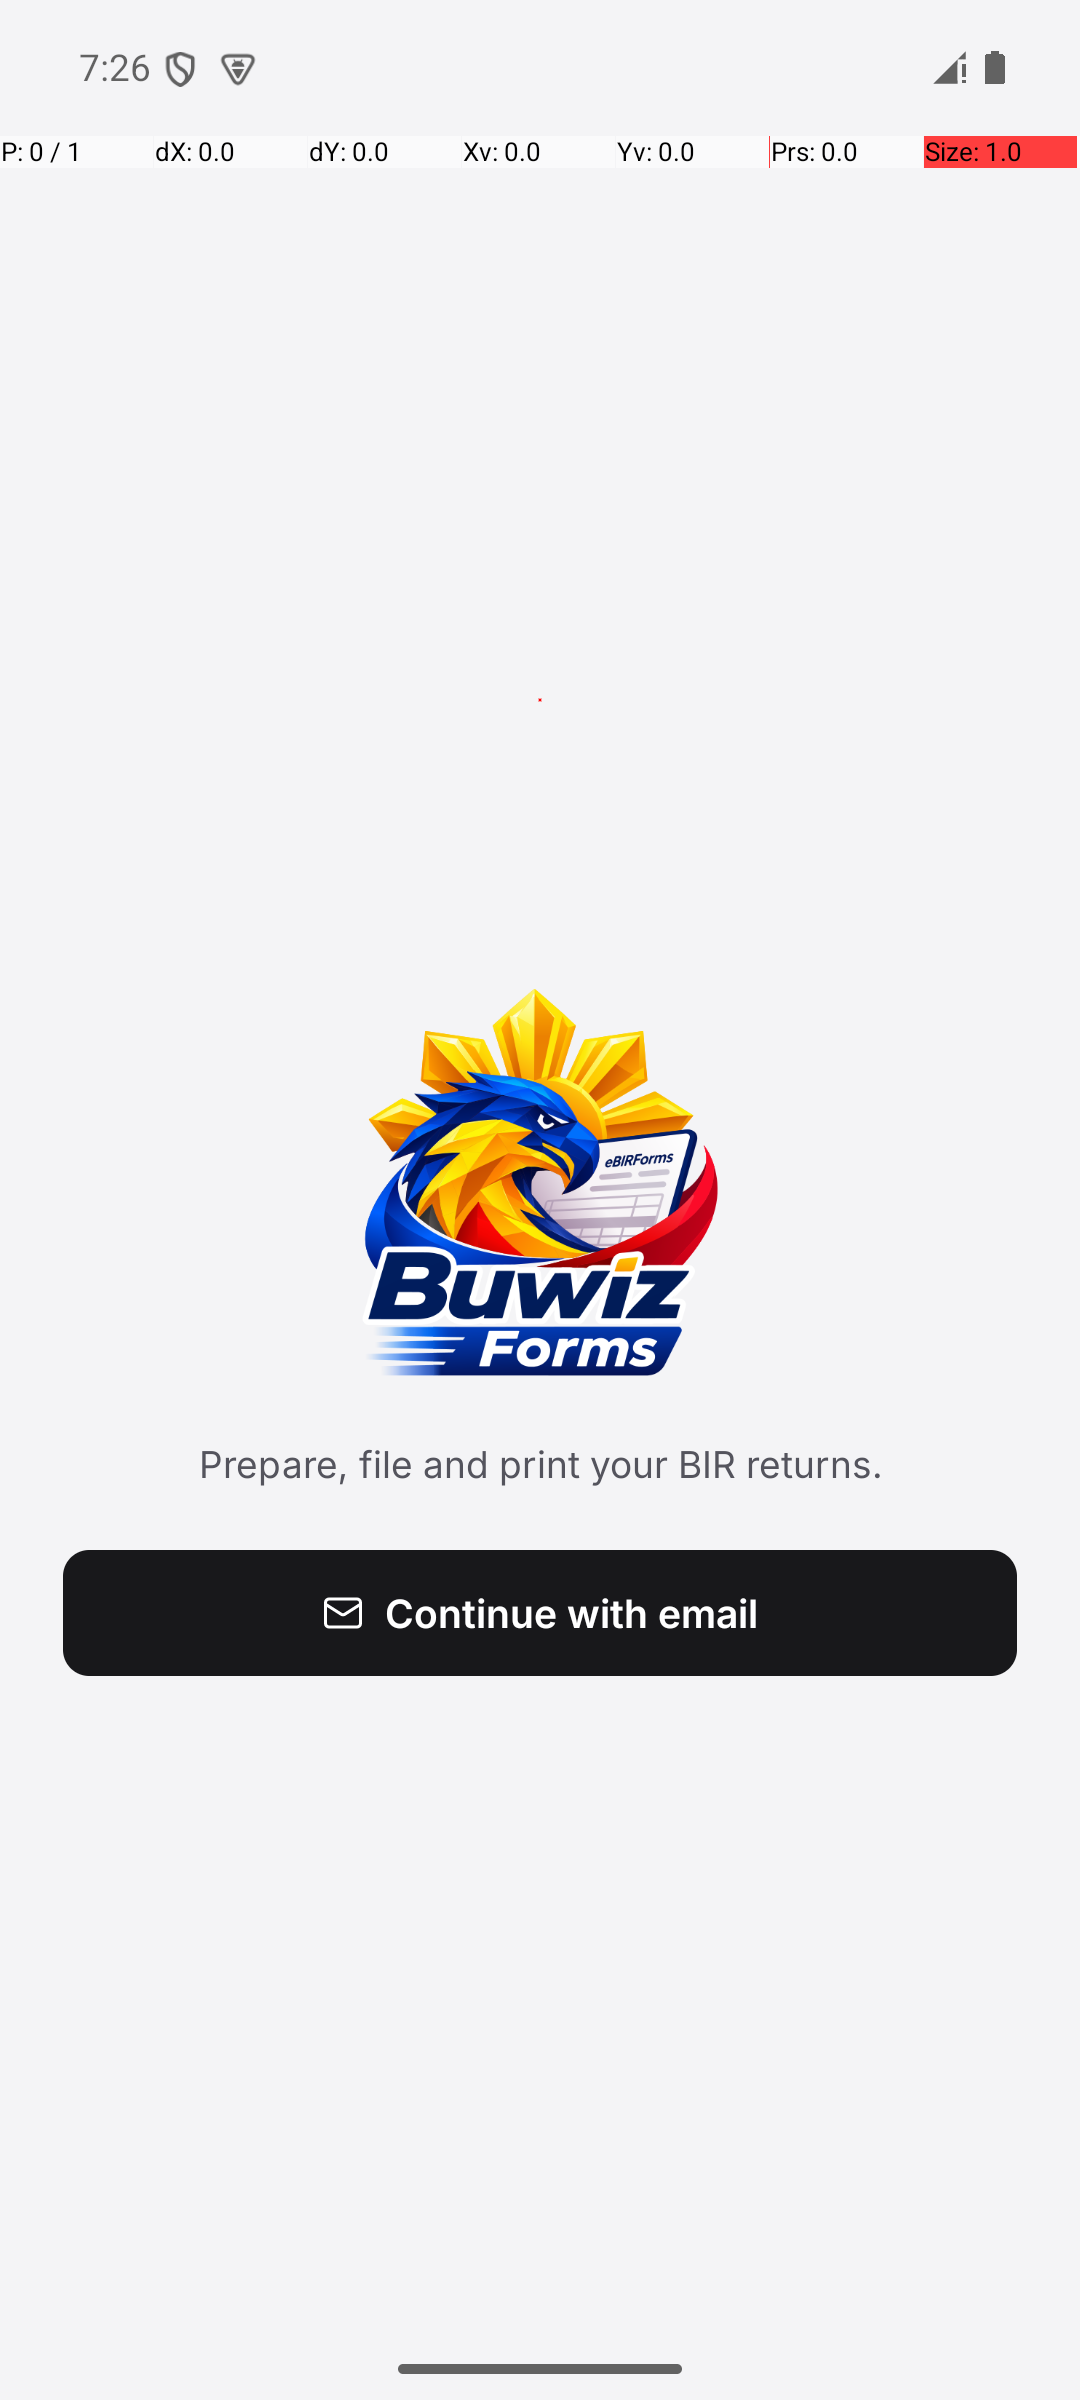 7:26
P: 0 / 1 dX: 0.0 dY: 0.0 Xv: 0.0 Yv: 0.0 Prs: 0.0 Size: 1.0
eBIRForms
Buwiz
Forms
Prepare, file and print your BIR returns.
Continue with email